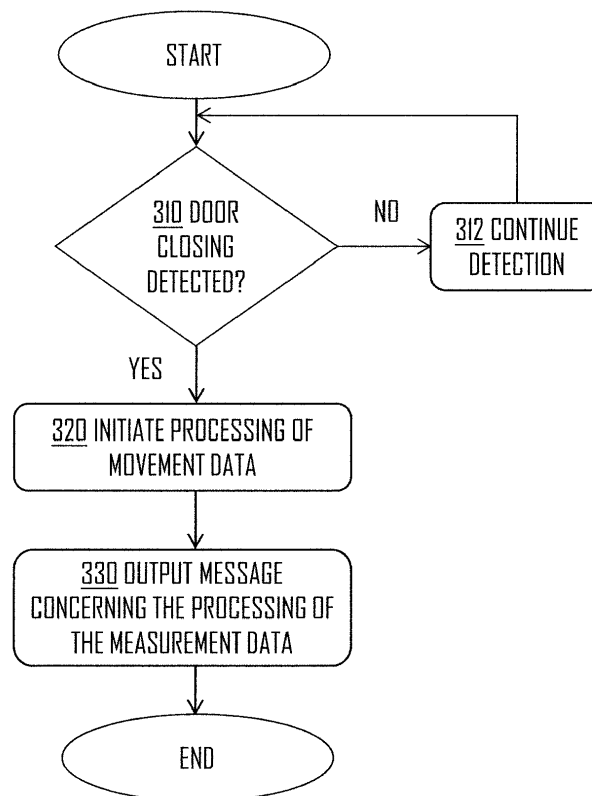 START
310 DOOR
CLOSING
DETECTED?
NO
312 CONTINUE
DETECTION
YES
320 INITIATE PROCESSING OF
MOVEMENT DATA
330 OUTPUT MESSAGE
CONCERNING THE PROCESSING OF
THE MEASUREMENT DATA
END